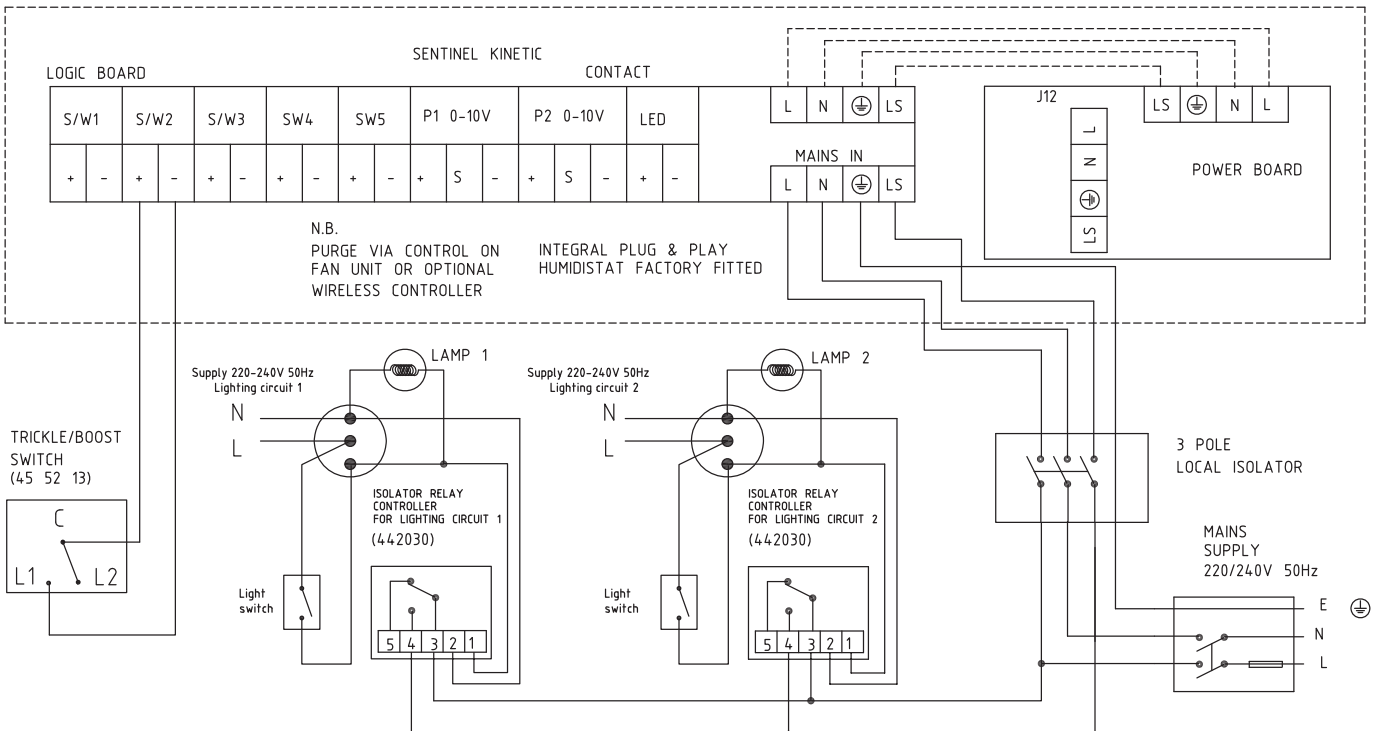 SENTINEL KINETIC
LOGIC BOARD
CONTACT
S/W1 S/W2 S/W3 SW4 SW5 P1 0-10V P2 0-10V LED
+ - + - + - + - + - + S - + S - + -
L N LS
MAINS IN
L N LS
J12
LS N L
L
N
LS
POWER BOARD
N.B.
PURGE VIA CONTROL ON
FAN UNIT OR OPTIONAL
WIRELESS CONTROLLER
INTEGRAL PLUG & PLAY
HUMIDISTAT FACTORY FITTED
TRICKLE/BOOST
SWITCH
(45 52 13)
C
L1 L2
Supply 220-240V 50Hz
Lighting circuit 1
N
L
LAMP 1
Light
switch
ISOLATOR RELAY
CONTROLLER
FOR LIGHTING CIRCUIT 1
(442030)
5 4 3 2 1
Supply 220-240V 50Hz
Lighting circuit 2
N
L
LAMP 2
Light
switch
ISOLATOR RELAY
CONTROLLER
FOR LIGHTING CIRCUIT 2
(442030)
5 4 3 2 1
3 POLE
LOCAL ISOLATOR
MAINS
SUPPLY
220/240V 50Hz
E
N
L